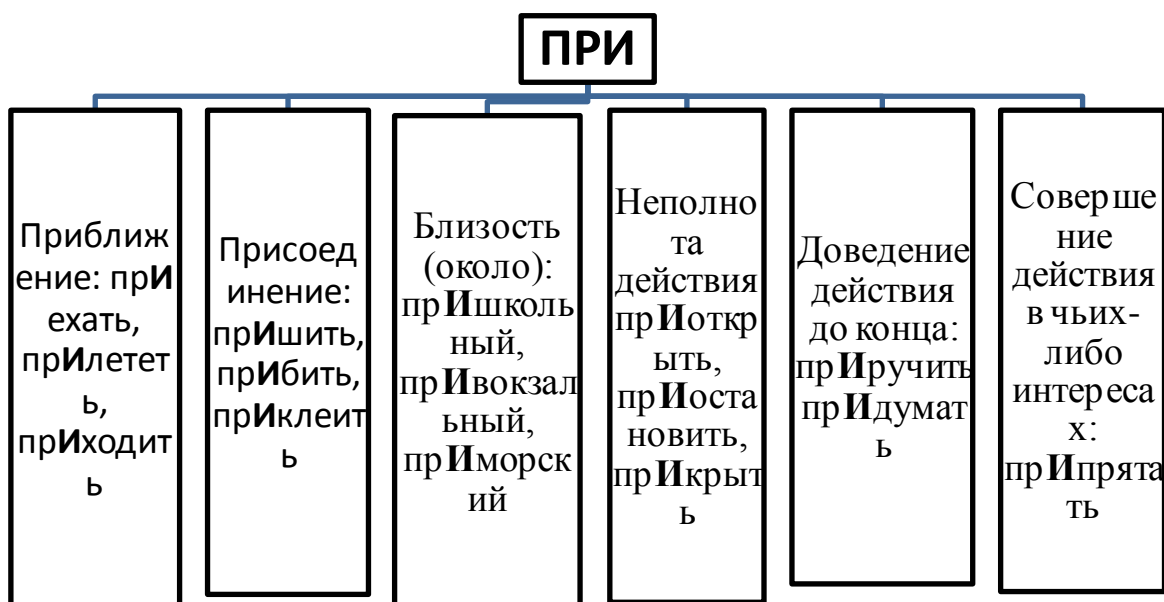 ПРИ
Приближ
ение: прИ
ехать,
прИлетет
ь,
прИходит
ь
Присоед
инение:
прИшить,
прИбить,
прИклеит
ь
Близость
(около):
прИшколь
ный,
прИвокзал
ьный,
прИморск
ий
Неполно
та
действия
прИоткр
ыть,
прИоста
новить,
прИкрыт
ь
Доведение
действия
до конца:
прИручить
прИдумат
ь
Соверше
ние
действия
в чьих-
либо
интереса
х:
прИпрята
ть